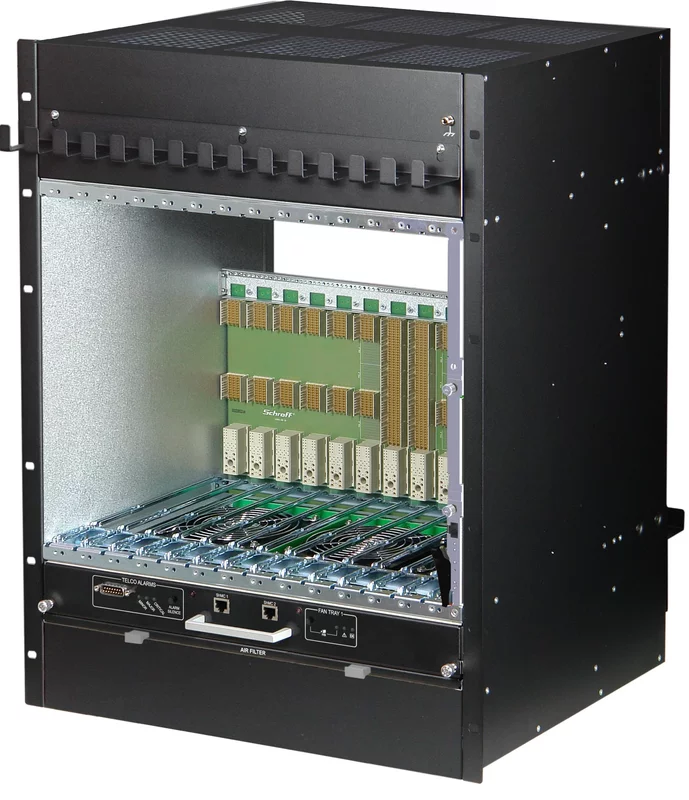 Schroff
TELCO ALARMS
ALARM
SILENCE
ShMC 1
ShMC 2
FAN TRAY 1
AIR FILTER